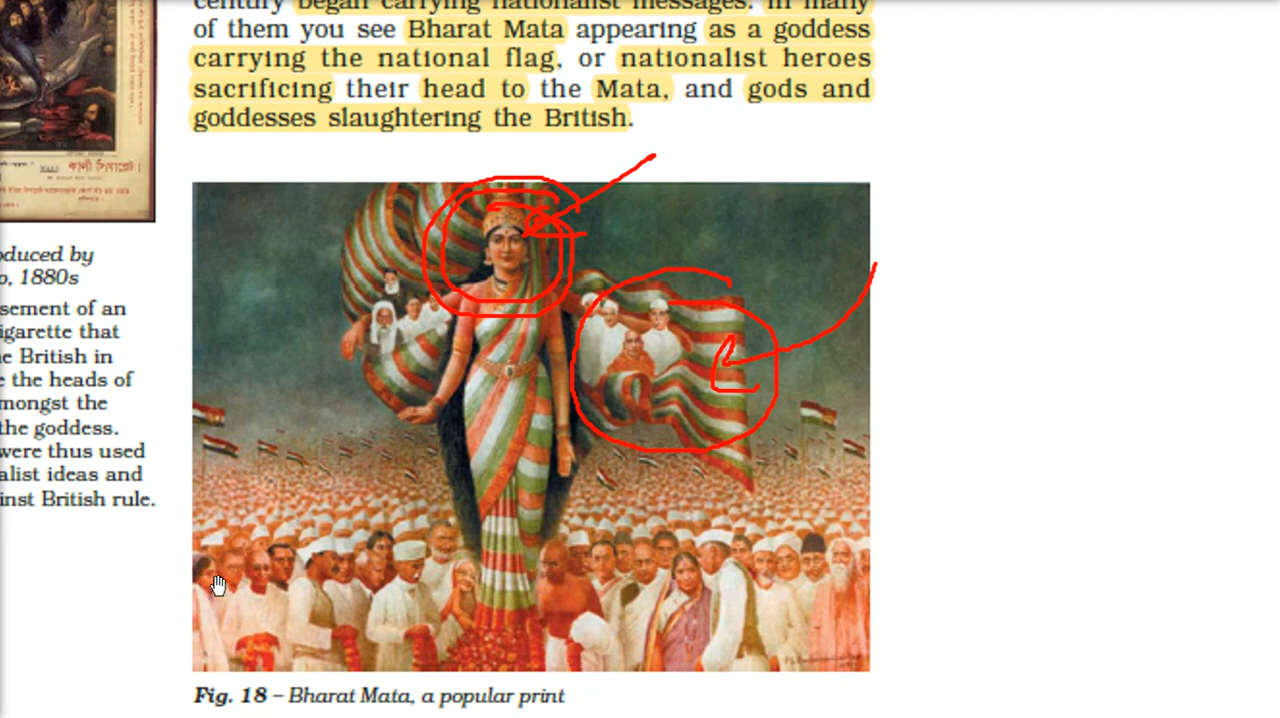 century began carrying nationalist messages. In many
of them you see Bharat Mata appearing as a goddess
carrying the national flag, or nationalist heroes
sacrificing their head to the Mata, and gods and
goddesses slaughtering the British.
কালী সিগারেট।
oduced by
o, 1880s
sement of an
igarette that
e British in
e the heads of
mongst the
the goddess.
were thus used
alist ideas and
inst British rule.
Fig. 18 – Bharat Mata, a popular print